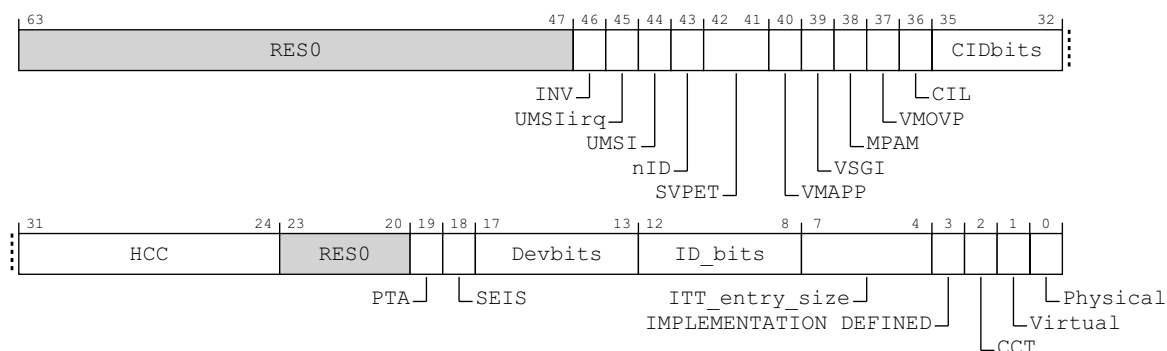 63 47 46 45 44 43 42 41 40 39 38 37 36 35 32
RES0 CIDbits
INV CIL
UMSIirq VMOVP
UMSI MPAM
nID VSGI
SVPET VMAPP
31 24 23 20 19 18 17 13 12 8 7 4 3 2 1 0
HCC RES0 Devbits ID_bits
PTA SEIS ITT_entry_size Physical
IMPLEMENTATION DEFINED Virtual
CCT